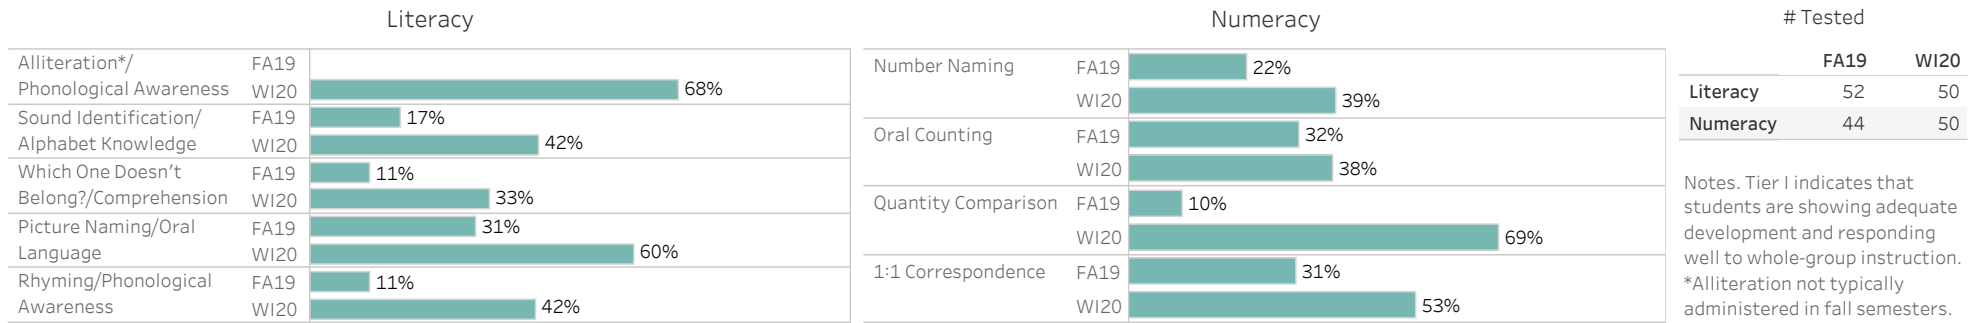 Literacy
Alliteration*/
Phonological Awareness
FA19
WI20
68%
Sound Identification/
Alphabet Knowledge
FA19
17%
WI20
42%
Which One Doesn't
Belong?/Comprehension
FA19
11%
WI20
33%
Picture Naming/Oral
Language
FA19
31%
WI20
60%
Rhyming/Phonological
Awareness
FA19
11%
WI20
42%
Numeracy
Number Naming
FA19
22%
WI20
39%
Oral Counting
FA19
32%
WI20
38%
Quantity Comparison
FA19
10%
WI20
69%
1:1 Correspondence
FA19
31%
WI20
53%
# Tested
FA19 WI20
Literacy 52 50
Numeracy 44 50
Notes. Tier I indicates that
students are showing adequate
development and responding
well to whole-group instruction.
*Alliteration not typically
administered in fall semesters.